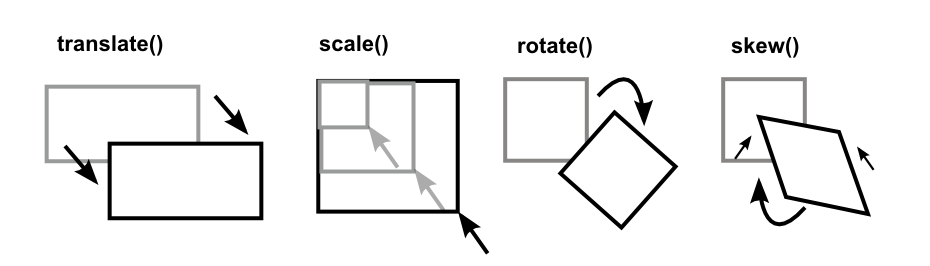 translate()
scale()
rotate()
skew()